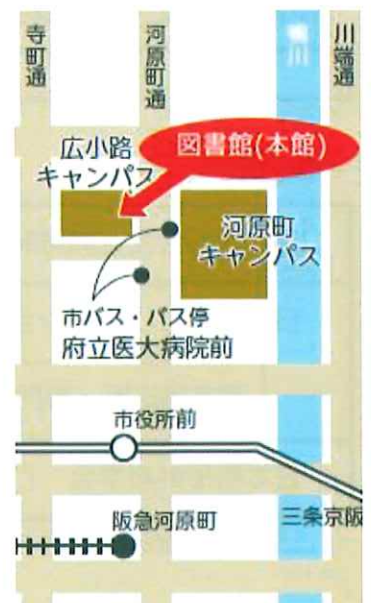 寺町通
河原町通
鴨川
川端通
図書館(本館)
広小路
キャンパス
河原町
キャンパス
市バス・バス停
府立医大病院前
市役所前
阪急河原町
三条京阪